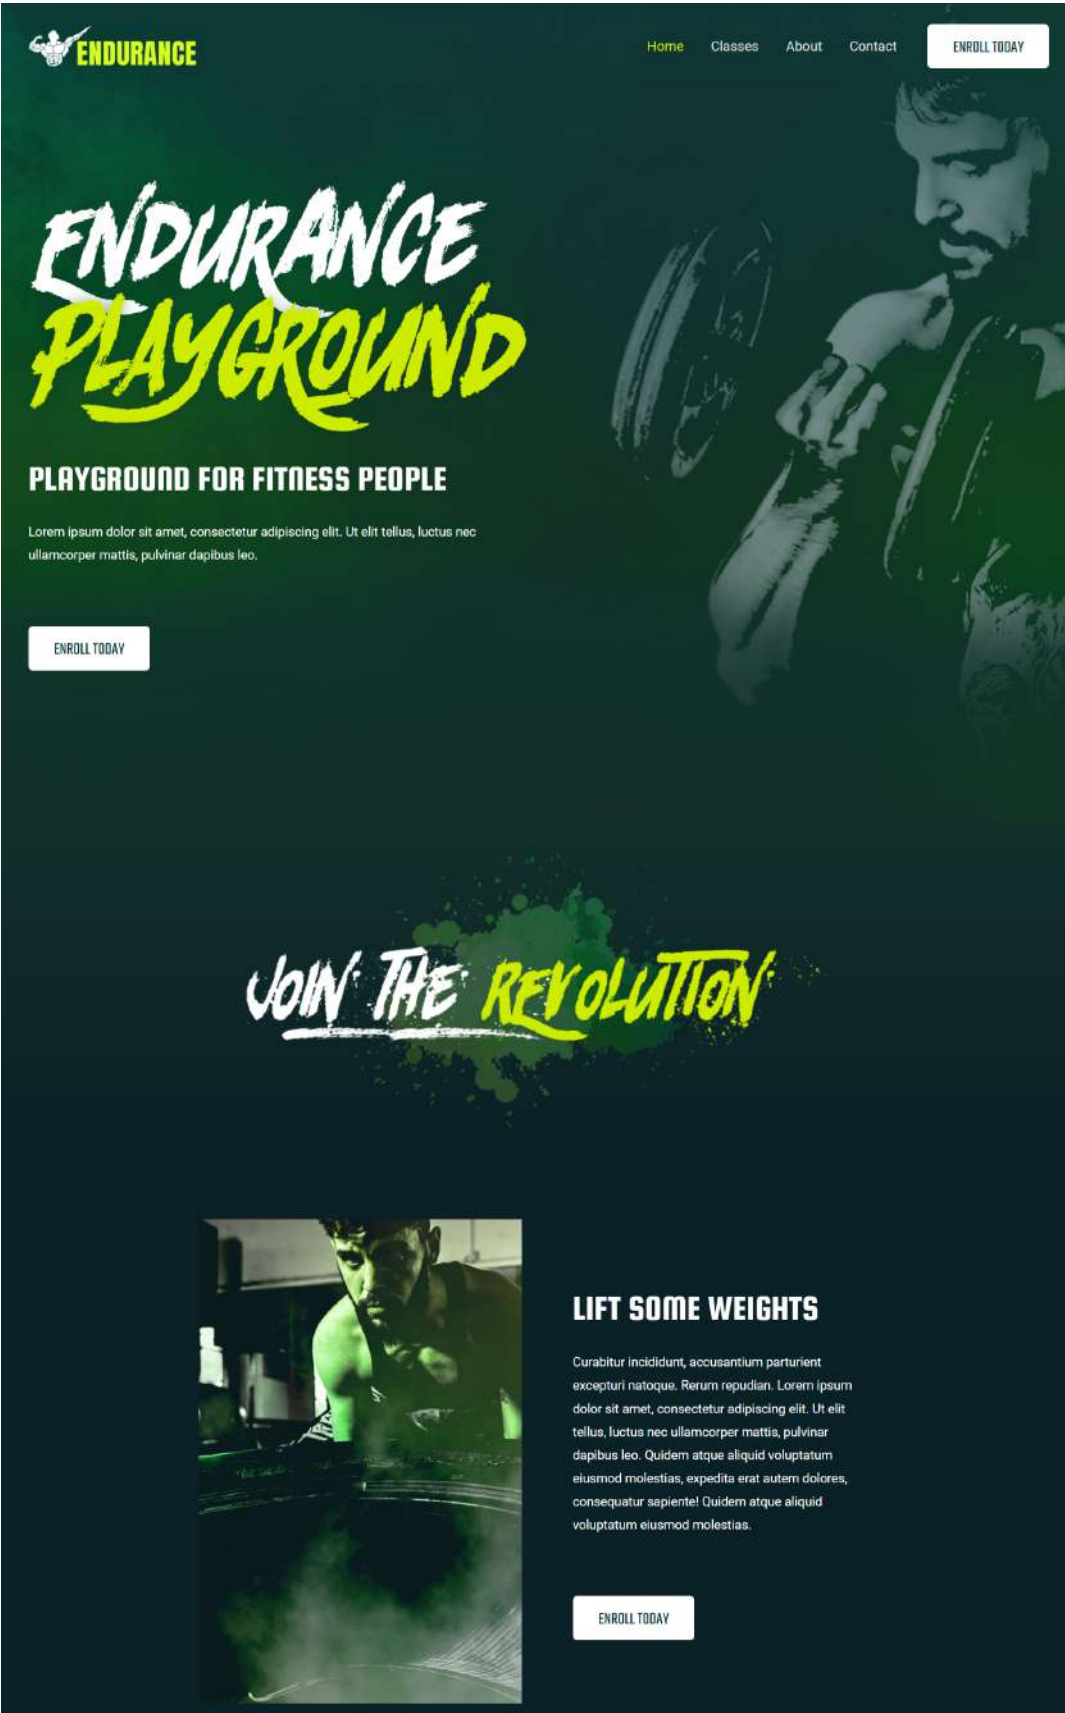 ENDURANCE
Home Classes About Contact ENROLL TODAY
ENDURANCE
PLAYGROUND
PLAYGROUND FOR FITNESS PEOPLE
Lorem ipsum dolor sit amet, consectetur adipiscing elit. Ut elit tellus, luctus nec
ullamcorper mattis, pulvinar dapibus leo.
ENROLL TODAY
JOIN THE REVOLUTION
LIFT SOME WEIGHTS
Curabitur incididunt, accusantium parturient
excepturi natoque. Rerum repudian. Lorem ipsum
dolor sit amet, consectetur adipiscing elit. Ut elit
tellus, luctus nec ullamcorper mattis, pulvinar
dapibus leo. Quidem atque aliquid voluptatum
eiusmod molestias, expedita erat autem dolores,
consequatur sapiente! Quidem atque aliquid
voluptatum eiusmod molestias.
ENROLL TODAY